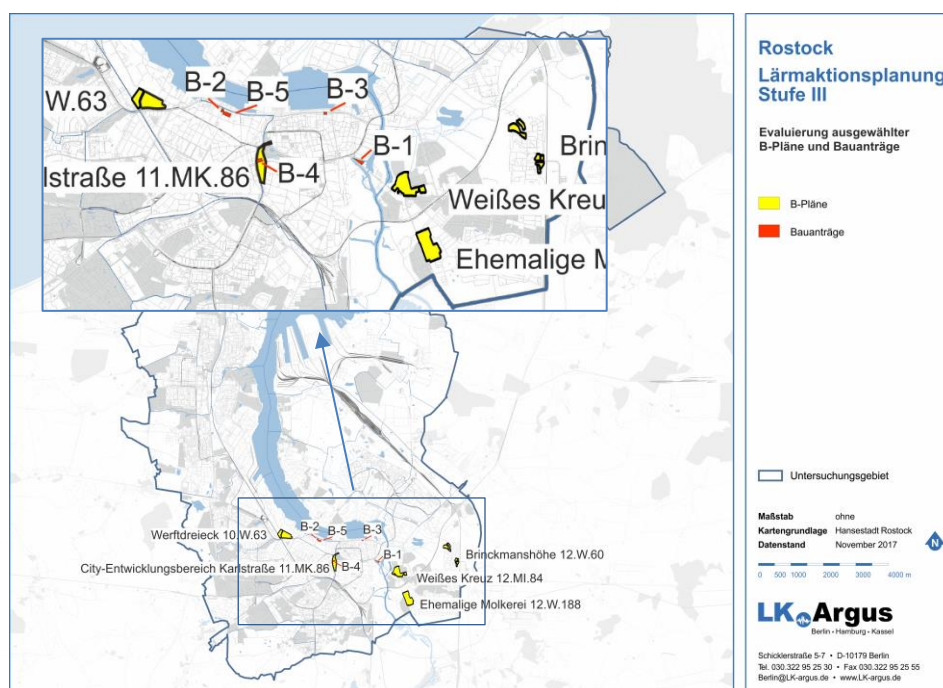 B-2
B-5
B-3
W.63
B-1
B-4
lstraße 11.MK.86
Brin
Weißes Kreu
Ehemalige M
B-2
B-5
B-3
Werftdreieck 10.W.63
B-1
Brinckmanshöhe 12.W.60
City-Entwicklungsbereich Karlstraße 11.MK.86
B-4
Weißes Kreuz 12.MI.84
Ehemalige Molkerei 12.W.188
Rostock
Lärmaktionsplanung
Stufe III
Evaluierung ausgewählter
B-Pläne und Bauanträge
B-Pläne
Bauanträge
Untersuchungsgebiet
Maßstab ohne
Kartengrundlage Hansestadt Rostock
Datenstand November 2017
N
0 500 1000 2000 3000 4000 m
LK Argus
Berlin • Hamburg • Kassel
Schicklerstraße 5-7 • D-10179 Berlin
Tel. 030.322 95 25 30 • Fax 030.322 95 25 55
Berlin@LK-argus.de • www.LK-argus.de